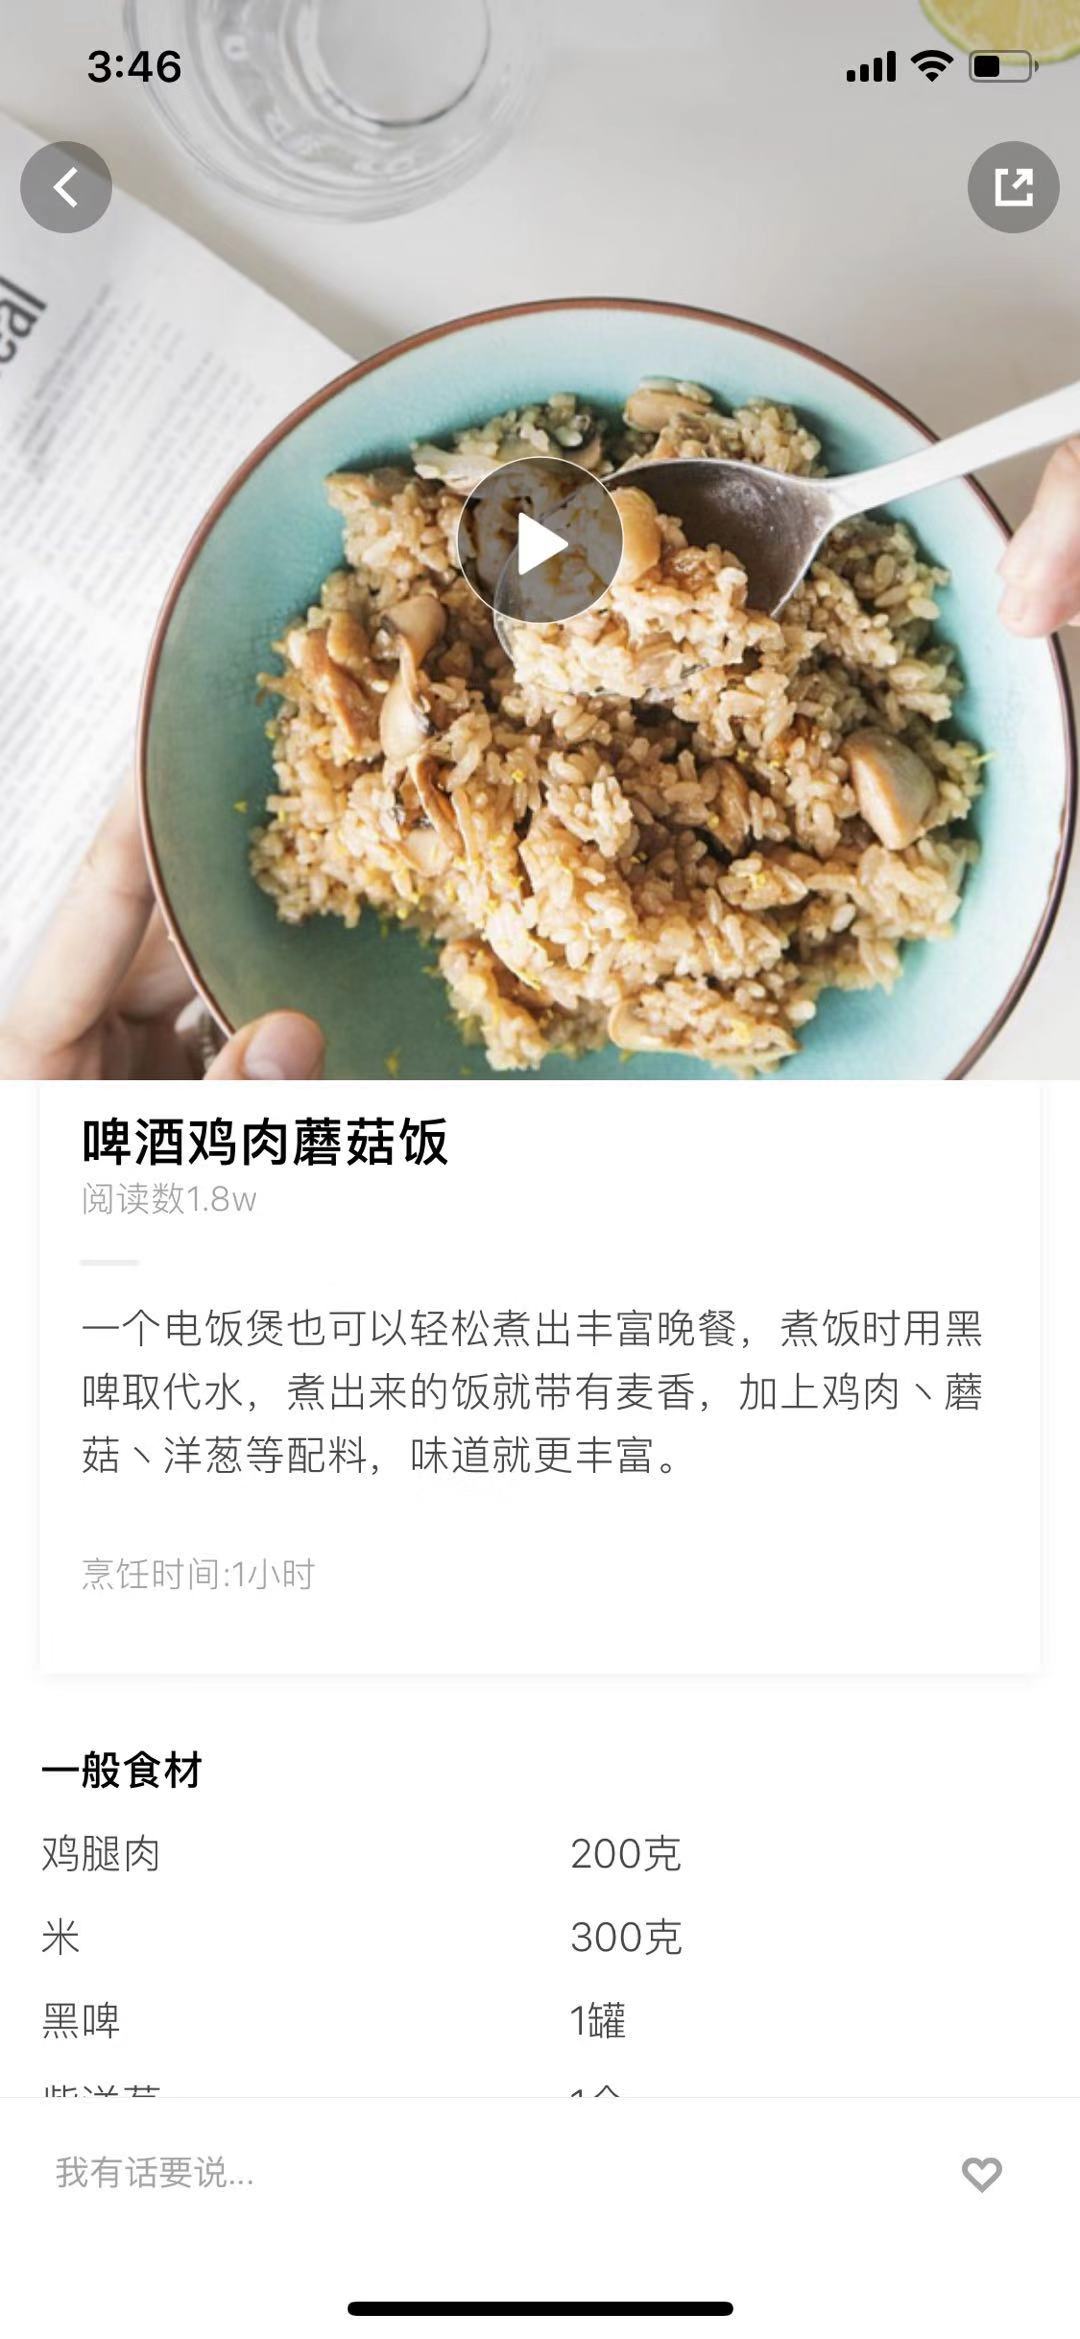 3:46
cal
啤酒鸡肉蘑菇饭
阅读数1.8w
一个电饭煲也可以轻松煮出丰富晚餐，煮饭时用黑
啤取代水，煮出来的饭就带有麦香，加上鸡肉丶蘑
菇丶洋葱等配料，味道就更丰富。
烹饪时间:1小时
一般食材
鸡腿肉 200克
米 300克
黑啤 1罐
紫洋葱 1个
我有话要说...